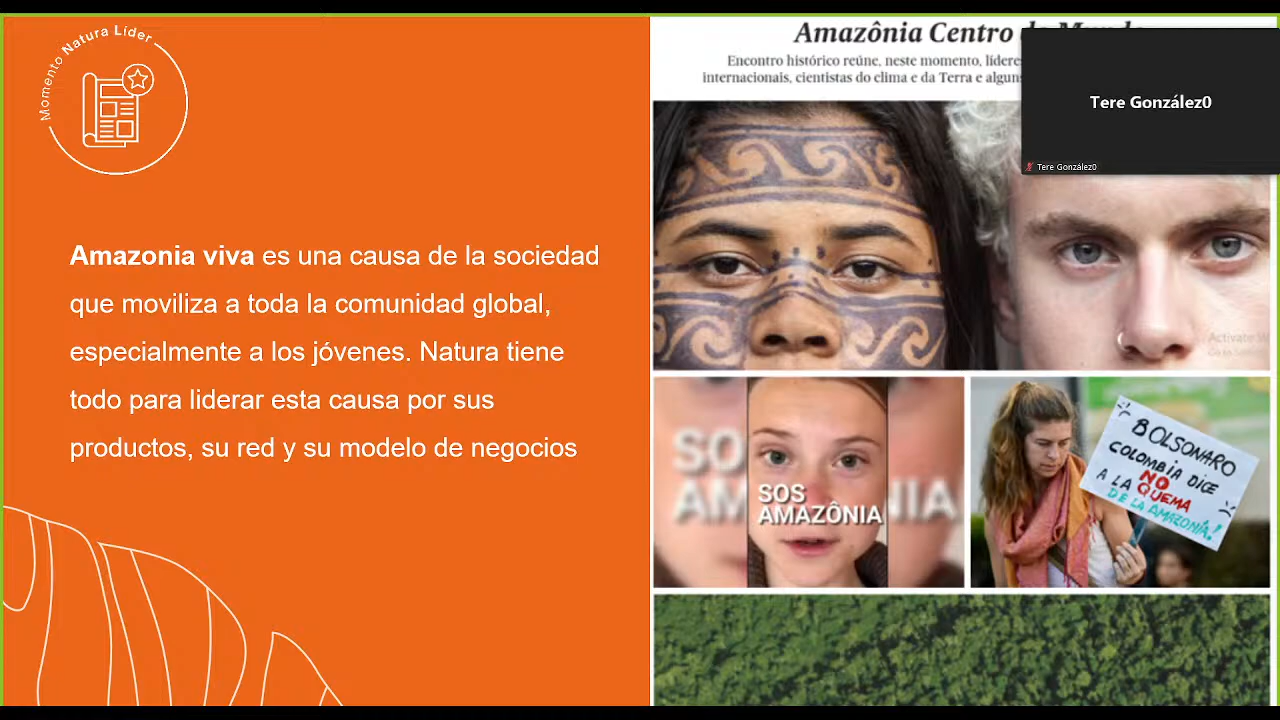 Momento Natura Líder
Amazonia viva es una causa de la sociedad
que moviliza a toda la comunidad global,
especialmente a los jóvenes. Natura tiene
todo para liderar esta causa por sus
productos, su red y su modelo de negocios
Amazônia Centro
Encontro histórico reúne, neste momento,
internacionais, cientistas do clima e da Terra e
Tere González0
Tere González0
Activate
SOS
AMAZÔNIA
BOLSONARO
COLOMBIA DICE
NO
A LA QUEMA
DE LA AMAZONÍA!